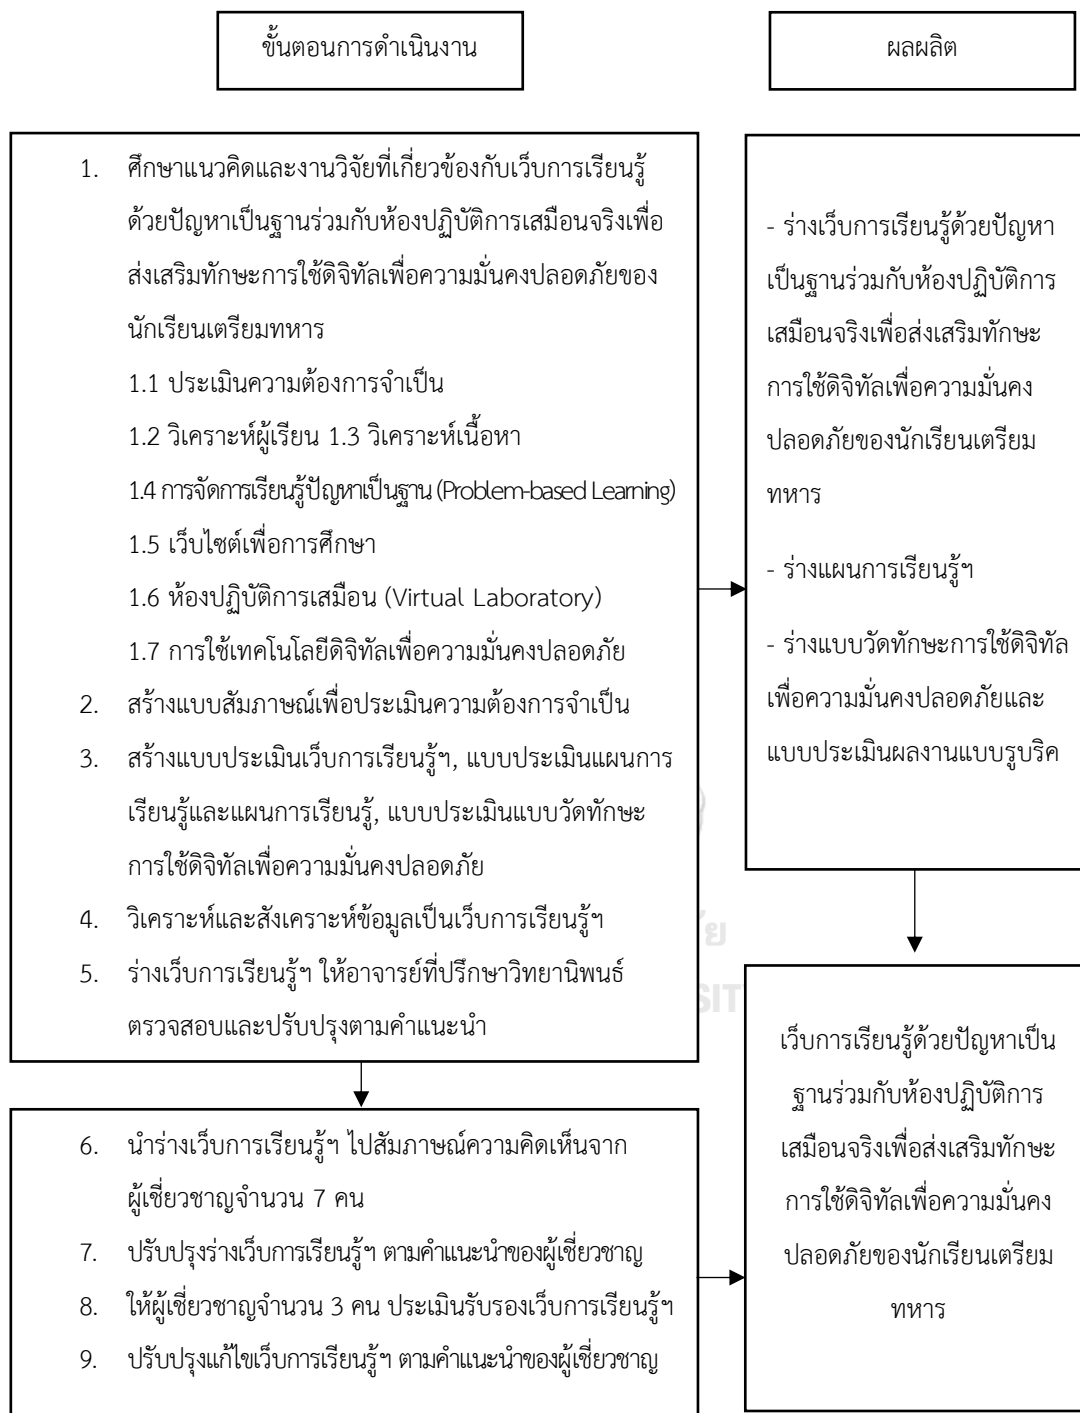 ขั้นตอนการดำเนินงาน
ผลผลิต
1. ศึกษาแนวคิดและงานวิจัยที่เกี่ยวข้องกับเว็บการเรียนรู้
ด้วยปัญหาเป็นฐานร่วมกับห้องปฏิบัติการเสมือนจริงเพื่อ
ส่งเสริมทักษะการใช้ดิจิทัลเพื่อความมั่นคงปลอดภัยของ
นักเรียนเตรียมทหาร
1.1 ประเมินความต้องการจำเป็น
1.2 วิเคราะห์ผู้เรียน 1.3 วิเคราะห์เนื้อหา
1.4 การจัดการเรียนรู้ปัญหาเป็นฐาน (Problem-based Learning)
1.5 เว็บไซต์เพื่อการศึกษา
1.6 ห้องปฏิบัติการเสมือน (Virtual Laboratory)
1.7 การใช้เทคโนโลยีดิจิทัลเพื่อความมั่นคงปลอดภัย
2. สร้างแบบสัมภาษณ์เพื่อประเมินความต้องการจำเป็น
3. สร้างแบบประเมินเว็บการเรียนรู้ฯ, แบบประเมินแผนการ
เรียนรู้และแผนการเรียนรู้, แบบประเมินแบบวัดทักษะ
การใช้ดิจิทัลเพื่อความมั่นคงปลอดภัย
4. วิเคราะห์และสังเคราะห์ข้อมูลเป็นเว็บการเรียนรู้ฯ
5. ร่างเว็บการเรียนรู้ฯ ให้อาจารย์ที่ปรึกษาวิทยานิพนธ์
ตรวจสอบและปรับปรุงตามคำแนะนำ
- ร่างเว็บการเรียนรู้ด้วยปัญหา
เป็นฐานร่วมกับห้องปฏิบัติการ
เสมือนจริงเพื่อส่งเสริมทักษะ
การใช้ดิจิทัลเพื่อความมั่นคง
ปลอดภัยของนักเรียนเตรียม
ทหาร
- ร่างแผนการเรียนรู้ฯ
- ร่างแบบวัดทักษะการใช้ดิจิทัล
เพื่อความมั่นคงปลอดภัยและ
แบบประเมินผลงานแบบรูบริค
6. นำร่างเว็บการเรียนรู้ฯ ไปสัมภาษณ์ความคิดเห็นจาก
ผู้เชี่ยวชาญจำนวน 7 คน
7. ปรับปรุงร่างเว็บการเรียนรู้ฯ ตามคำแนะนำของผู้เชี่ยวชาญ
8. ให้ผู้เชี่ยวชาญจำนวน 3 คน ประเมินรับรองเว็บการเรียนรู้ฯ
9. ปรับปรุงแก้ไขเว็บการเรียนรู้ฯ ตามคำแนะนำของผู้เชี่ยวชาญ
เว็บการเรียนรู้ด้วยปัญหาเป็น
ฐานร่วมกับห้องปฏิบัติการ
เสมือนจริงเพื่อส่งเสริมทักษะ
การใช้ดิจิทัลเพื่อความมั่นคง
ปลอดภัยของนักเรียนเตรียม
ทหาร